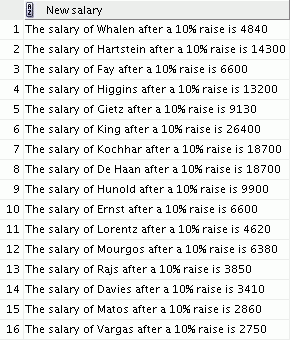 A Z New salary
1 The salary of Whalen after a 10% raise is 4840
2 The salary of Hartstein after a 10% raise is 14300
3 The salary of Fay after a 10% raise is 6600
4 The salary of Higgins after a 10% raise is 13200
5 The salary of Gietz after a 10% raise is 9130
6 The salary of King after a 10% raise is 26400
7 The salary of Kochhar after a 10% raise is 18700
8 The salary of De Haan after a 10% raise is 18700
9 The salary of Hunold after a 10% raise is 9900
10 The salary of Ernst after a 10% raise is 6600
11 The salary of Lorentz after a 10% raise is 4620
12 The salary of Mourgos after a 10% raise is 6380
13 The salary of Rajs after a 10% raise is 3850
14 The salary of Davies after a 10% raise is 3410
15 The salary of Matos after a 10% raise is 2860
16 The salary of Vargas after a 10% raise is 2750